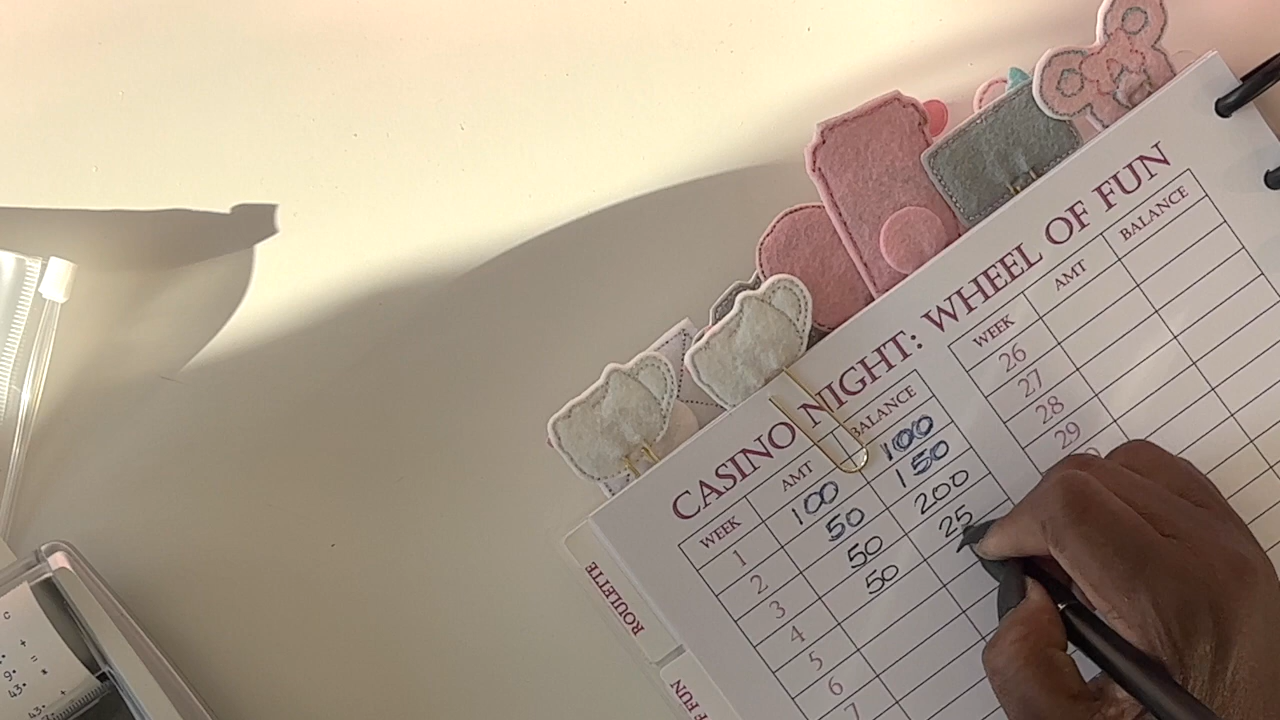 CASINO NIGHT: WHEEL OF FUN
WEEK AMT BALANCE
1 100 100
2 50 150
3 50 200
4 50 25
5
6
7
WEEK AMT BALANCE
26
27
28
29
ROULETTE
F FUN